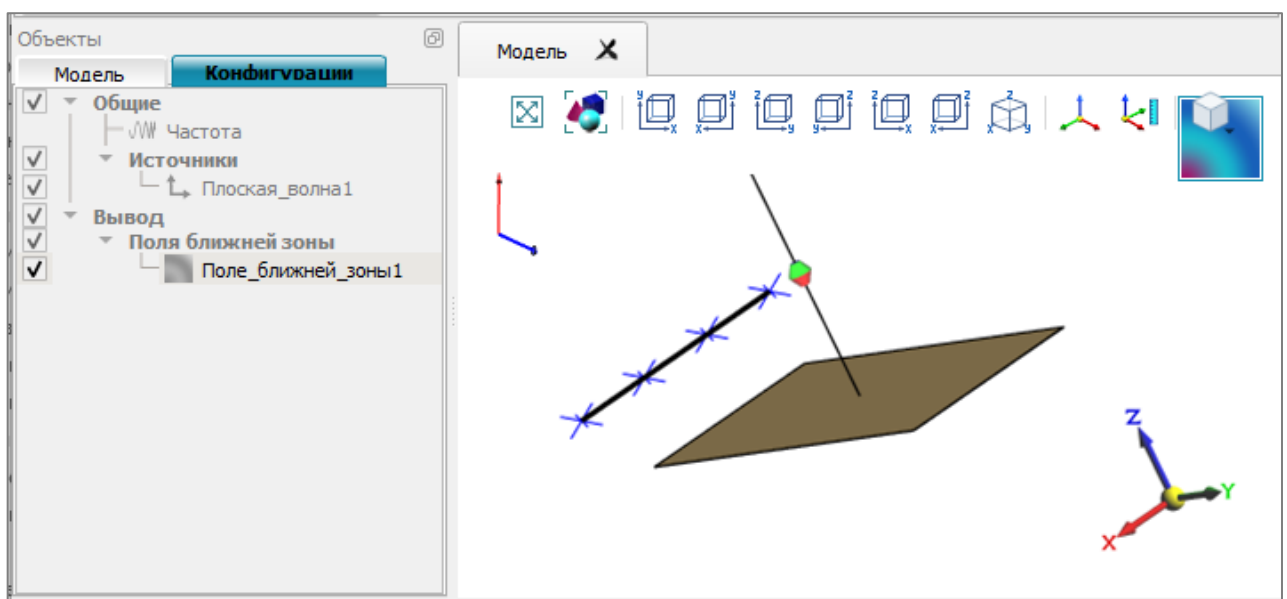 Объекты
Модель
Конфигурации
Общие
Частота
Источники
Плоская_волна1
Вывод
Поля ближней зоны
Поле_ближней_зоны1
Модель
y x
y x
z y
z y
z x
z x
z x y
Z
Y
X